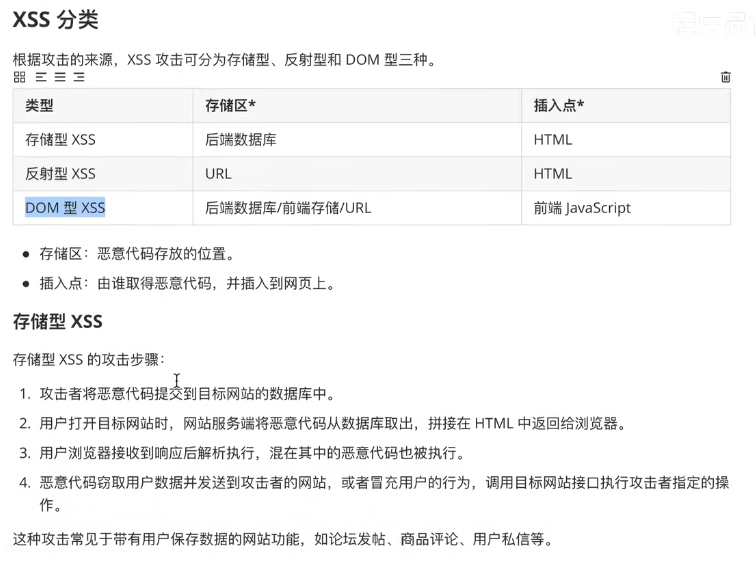 XSS 分类
根据攻击的来源，XSS 攻击可分为存储型、反射型和 DOM 型三种。
类型 存储区* 插入点*
存储型 XSS 后端数据库 HTML
反射型 XSS URL HTML
DOM 型 XSS 后端数据库/前端存储/URL 前端 JavaScript
● 存储区：恶意代码存放的位置。
● 插入点：由谁取得恶意代码，并插入到网页上。
存储型 XSS
存储型 XSS 的攻击步骤：
1. 攻击者将恶意代码提交到目标网站的数据库中。
2. 用户打开目标网站时，网站服务端将恶意代码从数据库取出，拼接在 HTML 中返回给浏览器。
3. 用户浏览器接收到响应后解析执行，混在其中的恶意代码也被执行。
4. 恶意代码窃取用户数据并发送到攻击者的网站，或者冒充用户的行为，调用目标网站接口执行攻击者指定的操
作。
这种攻击常见于带有用户保存数据的网站功能，如论坛发帖、商品评论、用户私信等。